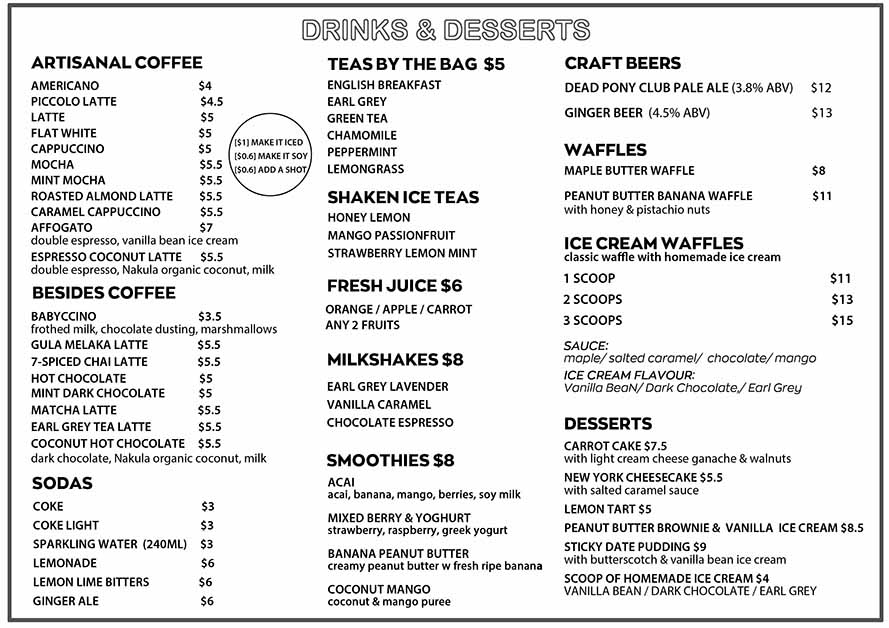 DRINKS & DESSERTS
ARTISANAL COFFEE
AMERICANO $4
PICCOLO LATTE $4.5
LATTE $5
FLAT WHITE $5
CAPPUCCINO $5
MOCHA $5.5
MINT MOCHA $5.5
ROASTED ALMOND LATTE $5.5
CARAMEL CAPPUCCINO $5.5
AFFOGATO $7
double espresso, vanilla bean ice cream
ESPRESSO COCONUT LATTE $5.5
double espresso, Nakula organic coconut, milk
[$1] MAKE IT ICED
[$0.6] MAKE IT SOY
[$0.6] ADD A SHOT
BESIDES COFFEE
BABYCCINO $3.5
frothed milk, chocolate dusting, marshmallows
GULA MELAKA LATTE $5.5
7-SPICED CHAI LATTE $5.5
HOT CHOCOLATE $5
MINT DARK CHOCOLATE $5
MATCHA LATTE $5.5
EARL GREY TEA LATTE $5.5
COCONUT HOT CHOCOLATE $5.5
dark chocolate, Nakula organic coconut, milk
SODAS
COKE $3
COKE LIGHT $3
SPARKLING WATER (240ML) $3
LEMONADE $6
LEMON LIME BITTERS $6
GINGER ALE $6
TEAS BY THE BAG $5
ENGLISH BREAKFAST
EARL GREY
GREEN TEA
CHAMOMILE
PEPPERMINT
LEMONGRASS
SHAKEN ICE TEAS
HONEY LEMON
MANGO PASSIONFRUIT
STRAWBERRY LEMON MINT
FRESH JUICE $6
ORANGE / APPLE / CARROT
ANY 2 FRUITS
MILKSHAKES $8
EARL GREY LAVENDER
VANILLA CARAMEL
CHOCOLATE ESPRESSO
SMOOTHIES $8
ACAI
acai, banana, mango, berries, soy milk
MIXED BERRY & YOGHURT
strawberry, raspberry, greek yogurt
BANANA PEANUT BUTTER
creamy peanut butter w fresh ripe banana
COCONUT MANGO
coconut & mango puree
CRAFT BEERS
DEAD PONY CLUB PALE ALE (3.8% ABV) $12
GINGER BEER (4.5% ABV) $13
WAFFLES
MAPLE BUTTER WAFFLE $8
PEANUT BUTTER BANANA WAFFLE $11
with honey & pistachio nuts
ICE CREAM WAFFLES
classic waffle with homemade ice cream
1 SCOOP $11
2 SCOOPS $13
3 SCOOPS $15
SAUCE:
maple/ salted caramel/ chocolate/ mango
ICE CREAM FLAVOUR:
Vanilla BeaN/ Dark Chocolate,/ Earl Grey
DESSERTS
CARROT CAKE $7.5
with light cream cheese ganache & walnuts
NEW YORK CHEESECAKE $5.5
with salted caramel sauce
LEMON TART $5
PEANUT BUTTER BROWNIE & VANILLA ICE CREAM $8.5
STICKY DATE PUDDING $9
with butterscotch & vanilla bean ice cream
SCOOP OF HOMEMADE ICE CREAM $4
VANILLA BEAN / DARK CHOCOLATE / EARL GREY